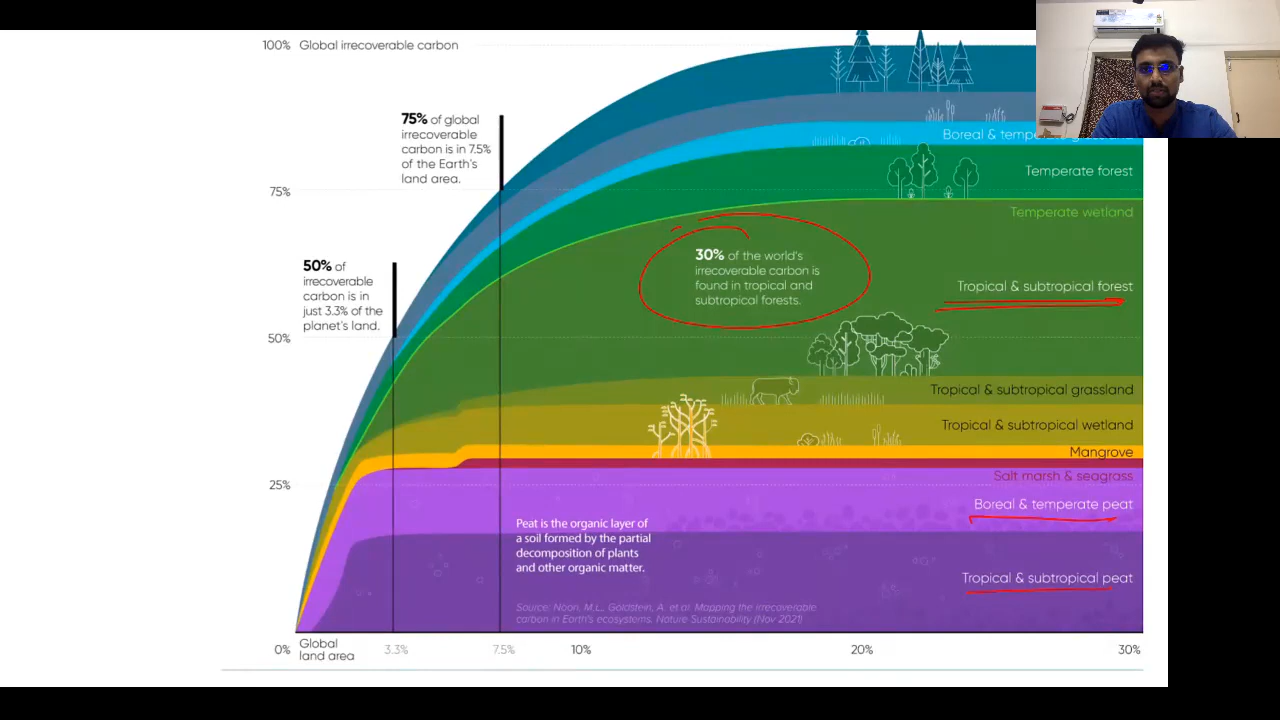 100% Global irrecoverable carbon
75% of global
irrecoverable
carbon is in 7.5%
of the Earth's
land area.
Boreal &
Temperate forest
75%
Temperate wetland
30% of the world's
irrecoverable carbon is
found in tropical and
subtropical forests.
50% of
irrecoverable
carbon is in
just 3.3% of the
planet's land.
Tropical & subtropical forest
50%
Tropical & subtropical grassland
Tropical & subtropical wetland
Mangrove
Salt marsh & seagrass
25%
Boreal & temperate peat
Peat is the organic layer of
a soil formed by the partial
decomposition of plants
and other organic matter.
Tropical & subtropical peat
Source: Noon, M.L., Goldstein, A. et al. Mapping the irrecoverable
carbon in Earth's ecosystems. Nature Sustainability (Nov 2021)
0% Global
land area
3.3% 7.5% 10% 20% 30%